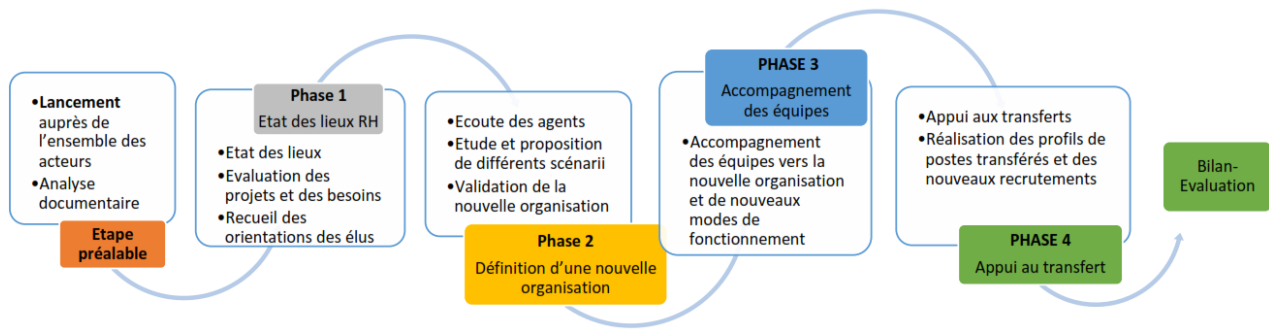 •Lancement
auprès de
l'ensemble des
acteurs
•Analyse
documentaire
Etape
préalable
Phase 1
Etat des lieux RH
•Etat des lieux
•Evaluation des
projets et des besoins
•Recueil des
orientations des élus
•Ecoute des agents
•Etude et proposition
de différents scénarii
•Validation de la
nouvelle organisation
Phase 2
Définition d'une nouvelle
organisation
PHASE 3
Accompagnement
des équipes
•Accompagnement
des équipes vers la
nouvelle organisation
et de nouveaux
modes de
fonctionnement
•Appui aux transferts
•Réalisation des profils de
postes transférés et des
nouveaux recrutements
PHASE 4
Appui au transfert
Bilan-
Evaluation